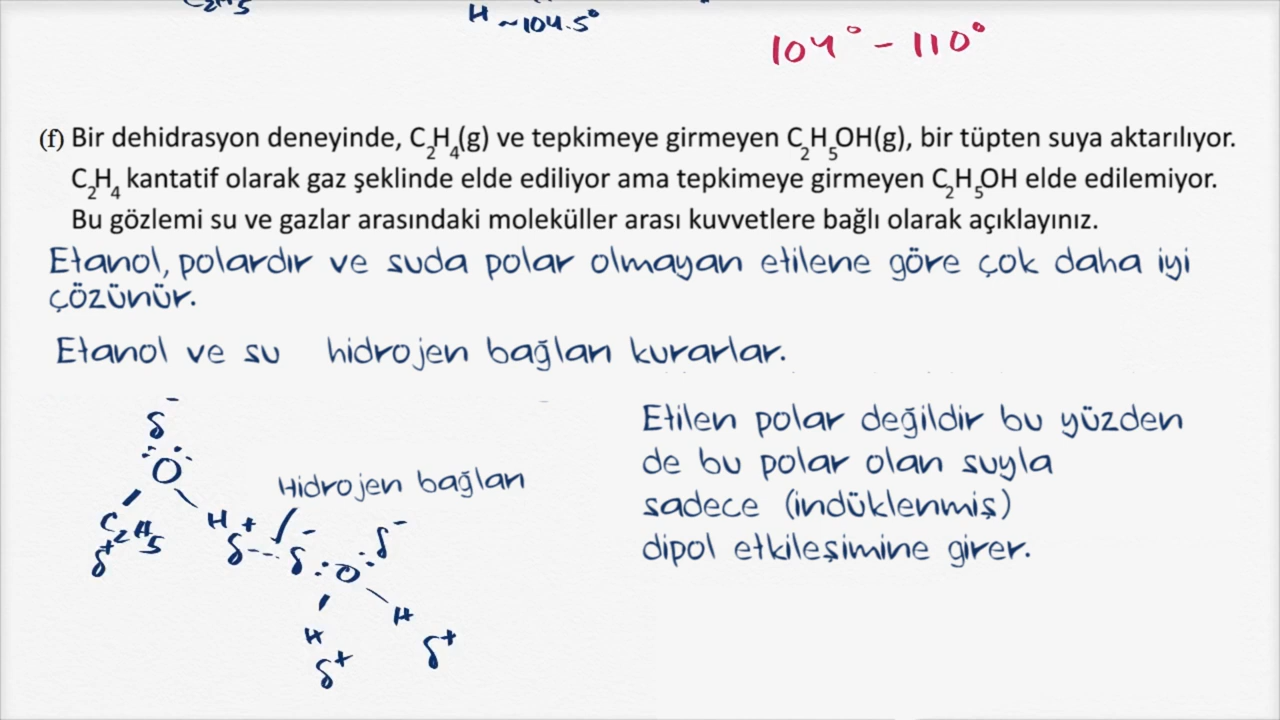 C₂H₅
H ~104.5°
104° - 110°
(f) Bir dehidrasyon deneyinde, C₂H₄(g) ve tepkimeye girmeyen C₂H₅OH(g), bir tüpten suya aktarılıyor.
C₂H₄ kantatif olarak gaz şeklinde elde ediliyor ama tepkimeye girmeyen C₂H₅OH elde edilemiyor.
Bu gözlemi su ve gazlar arasındaki moleküller arası kuvvetlere bağlı olarak açıklayınız.
Etanol, polardır ve suda polar olmayan etilene göre çok daha iyi
çözünür.
Etanol ve su hidrojen bağları kurarlar.
Etilen polar değildir bu yüzden
de bu polar olan suyla
sadece (indüklenmiş)
dipol etkileşimine girer.
δ⁻
:O:
C₂H₅
δ⁺
H
δ⁺
Hidrojen bağları
δ⁻
δ⁻
:O:
H
δ⁺
H
δ⁺